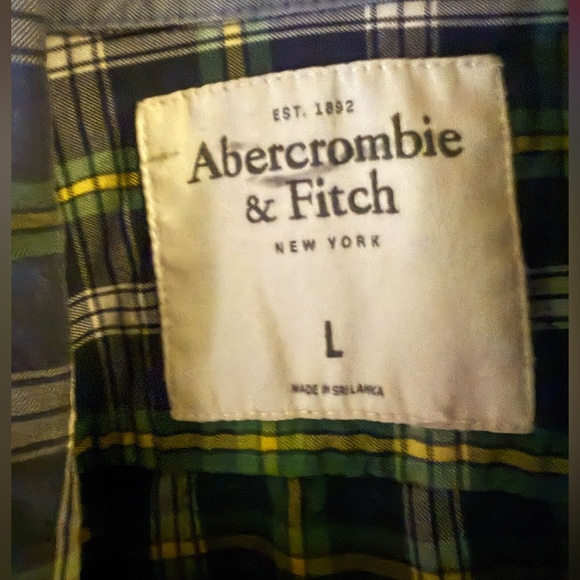 EST. 1892
Abercrombie
& Fitch
NEW YORK
L
MADE IN SRI LANKA